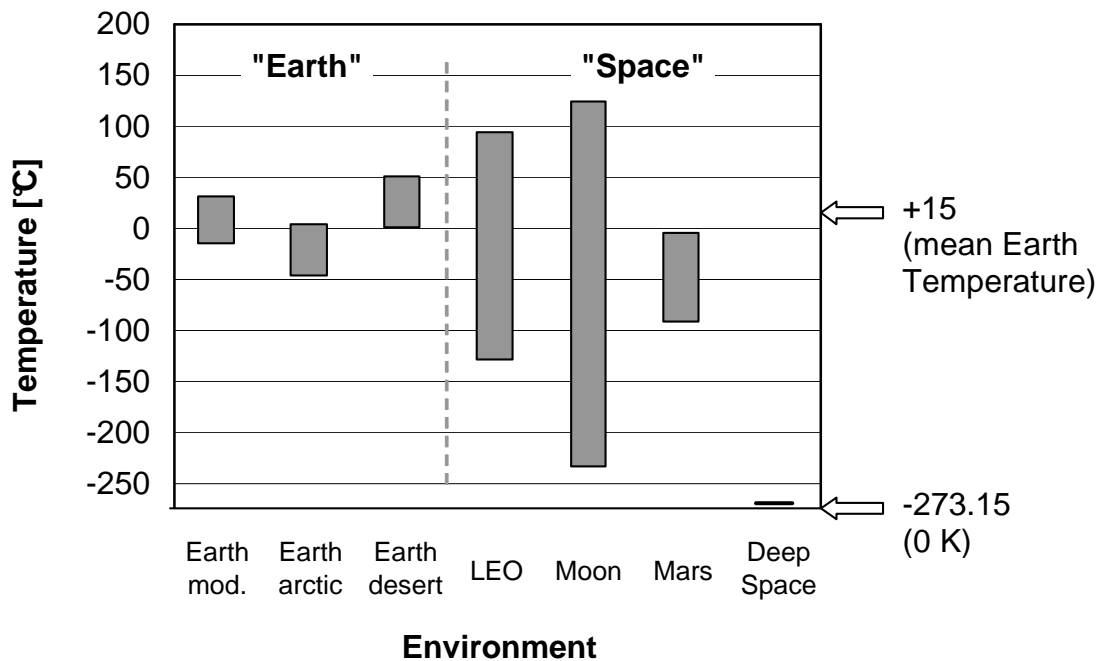 200
150
100
50
0
-50
-100
-150
-200
-250
Temperature [°C]
"Earth"
"Space"
+15
(mean Earth
Temperature)
-273.15
(0 K)
Earth
mod.
Earth
arctic
Earth
desert
LEO
Moon
Mars
Deep
Space
Environment